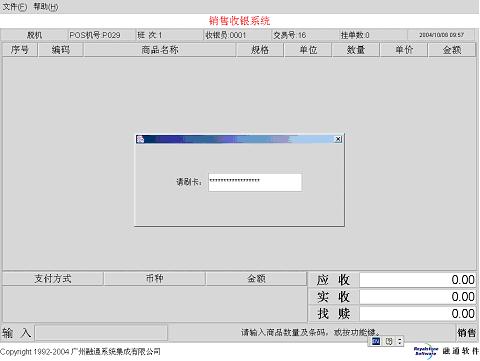 文件(F) 帮助(H)
销售收银系统
脱机 POS机号:P029 班 次:1 收银员:0001 交易号:16 挂单数:0 2004/10/08 09:57
序号 编码 商品名称 规格 单位 数量 单价 金额
请刷卡: ******************
支付方式 币种 金额 应 收 0.00
实 收 0.00
找 赎 0.00
输 入 请输入商品数量及条码，或按功能键。 销售
Copyright 1992-2004 广州融通系统集成有限公司 Royalstone Software 融通软件